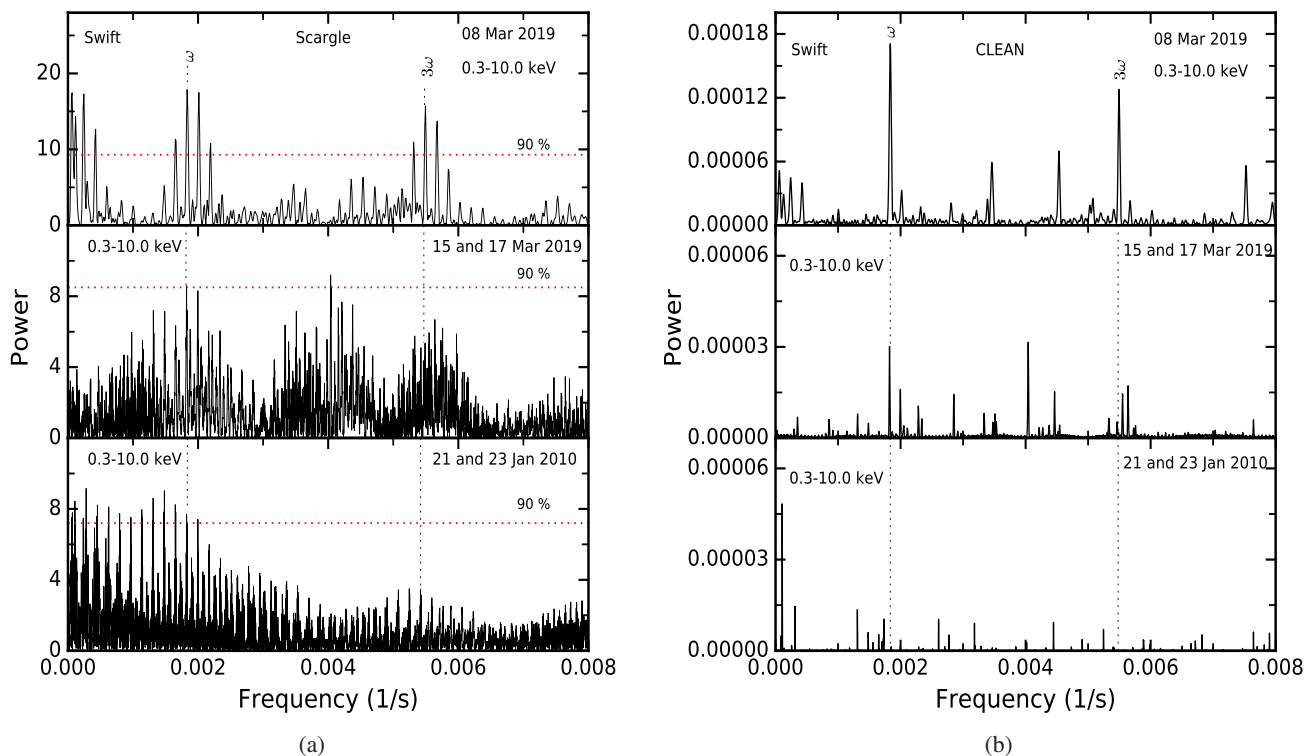 Swift Scargle 08 Mar 2019
0.3-10.0 keV
ω
3ω
90 %
20
10
0
0.3-10.0 keV 15 and 17 Mar 2019
90 %
8
4
0
0.3-10.0 keV 21 and 23 Jan 2010
90 %
8
4
0
Power
0.000 0.002 0.004 0.006 0.008
Frequency (1/s)
(a)
Swift CLEAN 08 Mar 2019
0.3-10.0 keV
ω
3ω
0.00018
0.00012
0.00006
0.00000
0.3-10.0 keV 15 and 17 Mar 2019
0.00006
0.00003
0.00000
0.3-10.0 keV 21 and 23 Jan 2010
0.00006
0.00003
0.00000
Power
0.000 0.002 0.004 0.006 0.008
Frequency (1/s)
(b)